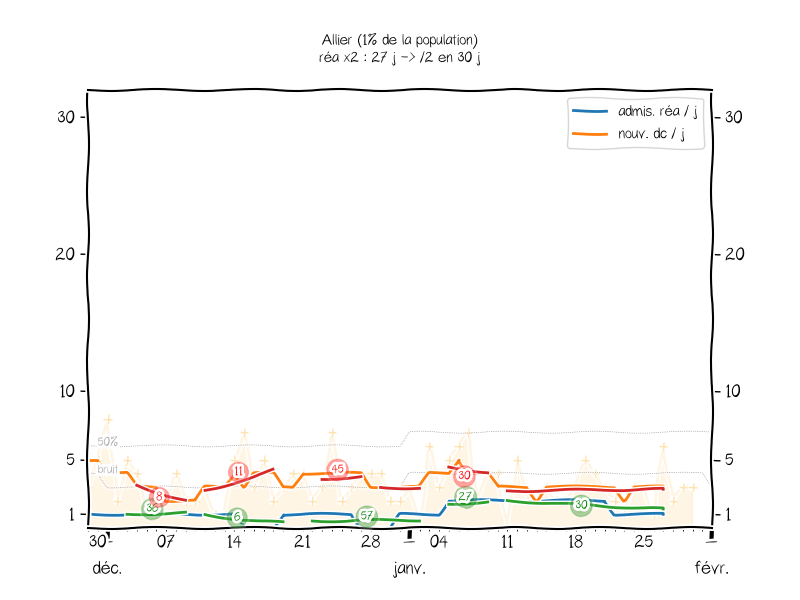 Allier (1% de la population)
réa x2 : 27 j -> /2 en 30 j
admis. réa / j
nouv. dc / j
30
30
20
20
10
10
50%
5
5
bruit
1
1
8
36
11
6
45
57
30
27
30
30 07 14 21 28 04 11 18 25
déc. janv. févr.